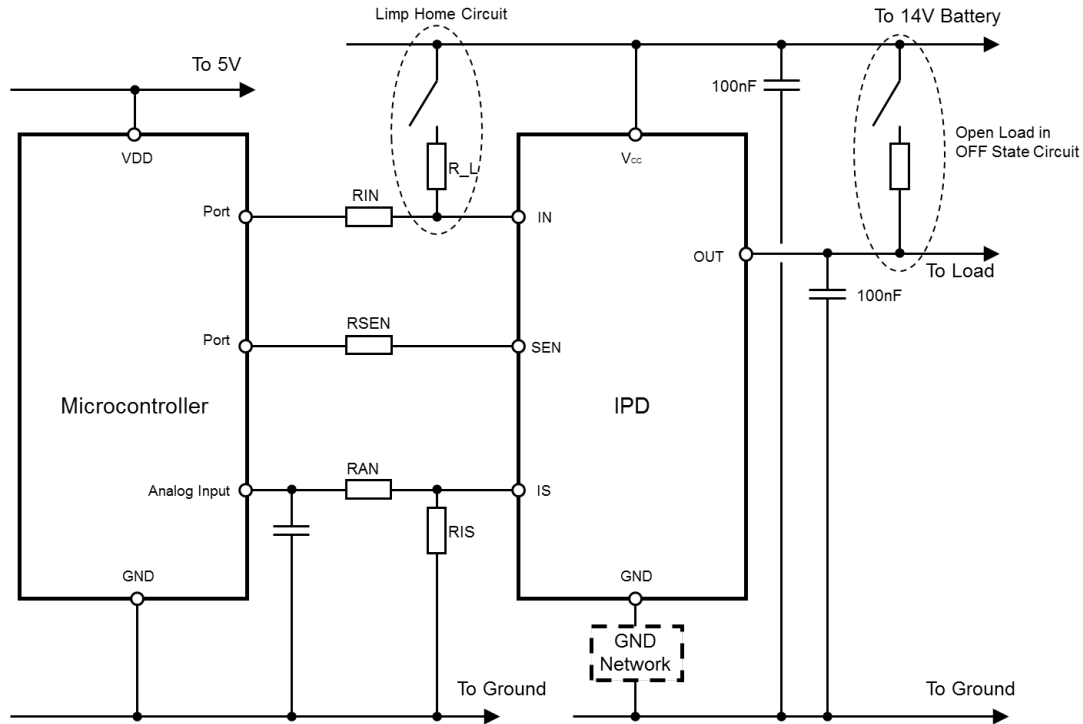 Limp Home Circuit
To 14V Battery
To 5V
100nF
Open Load in
OFF State Circuit
VDD
Vcc
R_L
RIN
Port
IN
OUT
To Load
100nF
RSEN
Port
SEN
Microcontroller
IPD
RAN
Analog Input
IS
RIS
GND
GND
GND
Network
To Ground
To Ground